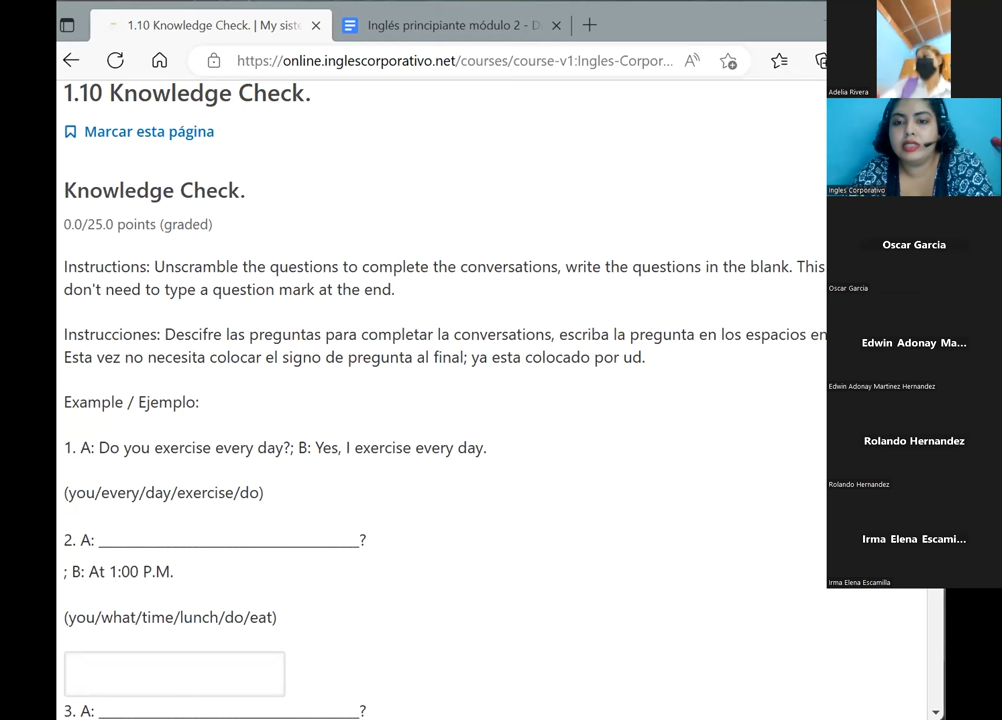 1.10 Knowledge Check. | My siste
Inglés principiante módulo 2 - D
https://online.inglescorporativo.net/courses/course-v1:Ingles-Corpor...
1.10 Knowledge Check.
Marcar esta página
Knowledge Check.
0.0/25.0 points (graded)
Instructions: Unscramble the questions to complete the conversations, write the questions in the blank. This
don't need to type a question mark at the end.
Instrucciones: Descifre las preguntas para completar la conversations, escriba la pregunta en los espacios en
Esta vez no necesita colocar el signo de pregunta al final; ya esta colocado por ud.
Example / Ejemplo:
1. A: Do you exercise every day?; B: Yes, I exercise every day.
(you/every/day/exercise/do)
2. A: ______________________________?
; B: At 1:00 P.M.
(you/what/time/lunch/do/eat)
3. A: ______________________________?
Adelia Rivera
Ingles Corporativo
Oscar Garcia
Oscar Garcia
Edwin Adonay Ma...
Edwin Adonay Martinez Hernandez
Rolando Hernandez
Rolando Hernandez
Irma Elena Escami...
Irma Elena Escamilla